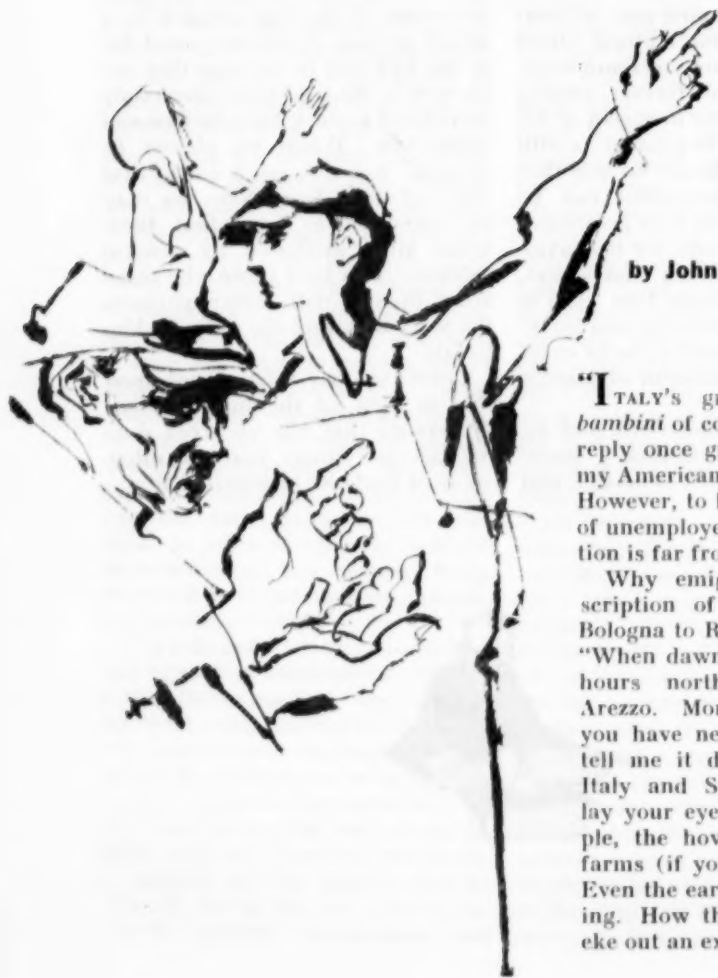 by John
“ITALY’S gr
bambini of co
reply once g
my American
However, to
of unemploye
tion is far fro
Why emig
scription of
Bologna to R
“When dawn
hours north
Arezzo. Mo
you have ne
tell me it d
Italy and S
lay your eye
ple, the hov
farms (if yo
Even the ear
ing. How th
eke out an ex